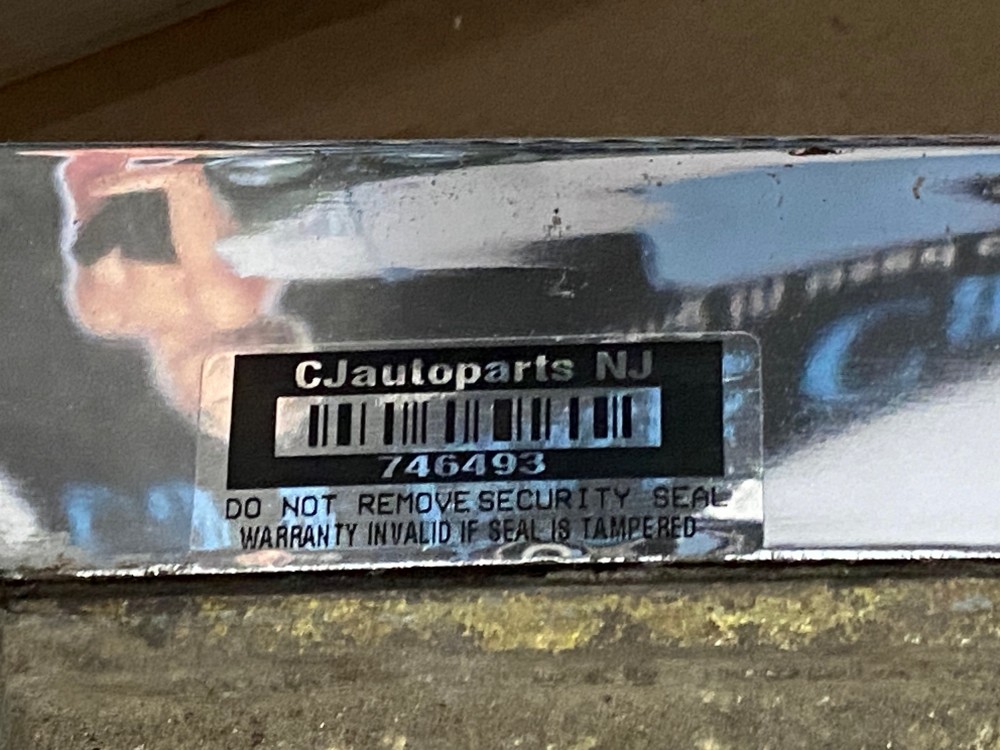 CJautoparts NJ
746493
DO NOT REMOVE SECURITY SEAL
WARRANTY INVALID IF SEAL IS TAMPERED